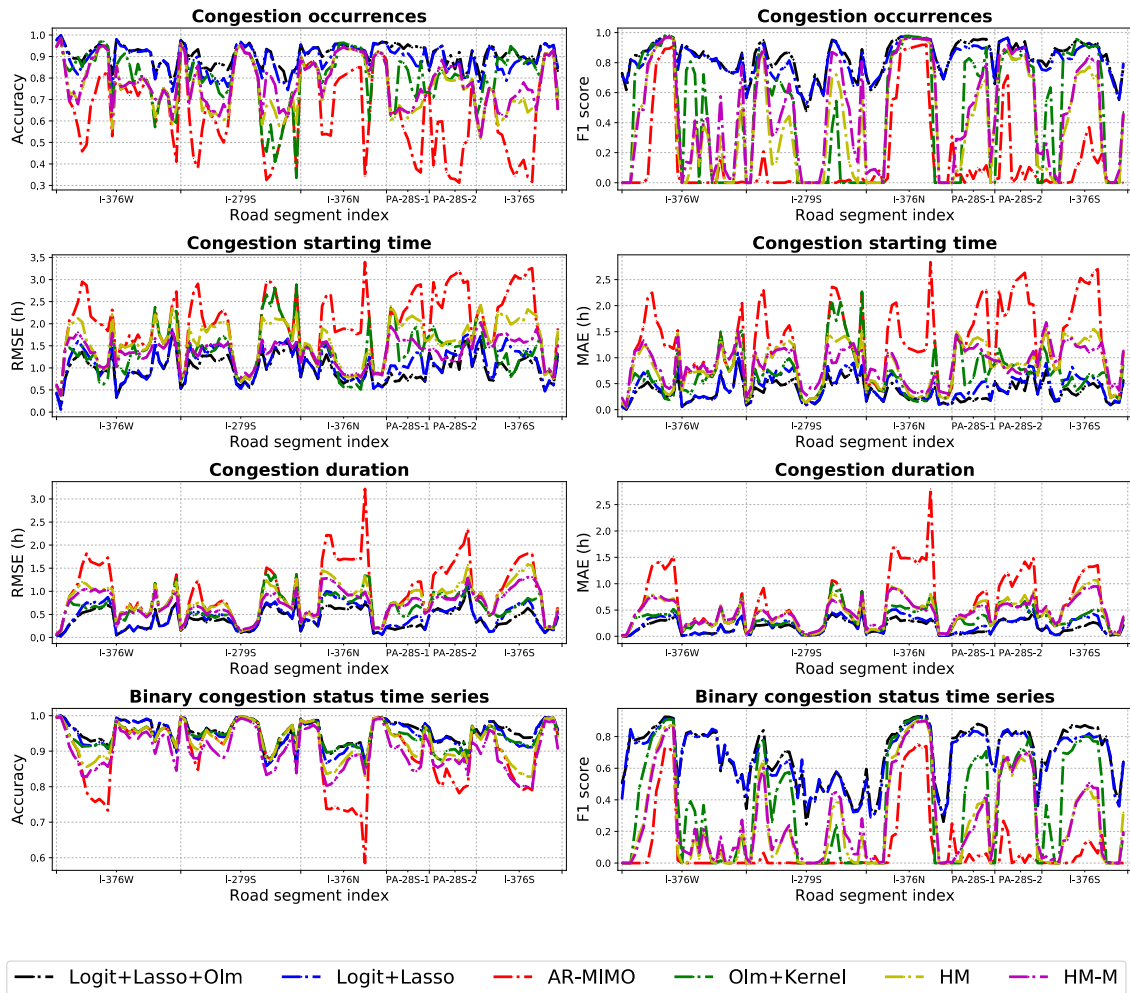 Congestion occurrences
Accuracy
1.0
0.9
0.8
0.7
0.6
0.5
0.4
0.3
I-376W I-279S I-376N PA-28S-1 PA-28S-2 I-376S
Road segment index
Congestion occurrences
F1 score
1.0
0.8
0.6
0.4
0.2
0.0
I-376W I-279S I-376N PA-28S-1 PA-28S-2 I-376S
Road segment index
Congestion starting time
RMSE (h)
3.5
3.0
2.5
2.0
1.5
1.0
0.5
0.0
I-376W I-279S I-376N PA-28S-1 PA-28S-2 I-376S
Road segment index
Congestion starting time
MAE (h)
2.5
2.0
1.5
1.0
0.5
0.0
I-376W I-279S I-376N PA-28S-1 PA-28S-2 I-376S
Road segment index
Congestion duration
RMSE (h)
3.0
2.5
2.0
1.5
1.0
0.5
0.0
I-376W I-279S I-376N PA-28S-1 PA-28S-2 I-376S
Road segment index
Congestion duration
MAE (h)
2.5
2.0
1.5
1.0
0.5
0.0
I-376W I-279S I-376N PA-28S-1 PA-28S-2 I-376S
Road segment index
Binary congestion status time series
Accuracy
1.0
0.9
0.8
0.7
0.6
I-376W I-279S I-376N PA-28S-1 PA-28S-2 I-376S
Road segment index
Binary congestion status time series
F1 score
0.8
0.6
0.4
0.2
0.0
I-376W I-279S I-376N PA-28S-1 PA-28S-2 I-376S
Road segment index
Logit+Lasso+Olm Logit+Lasso AR-MIMO Olm+Kernel HM HM-M